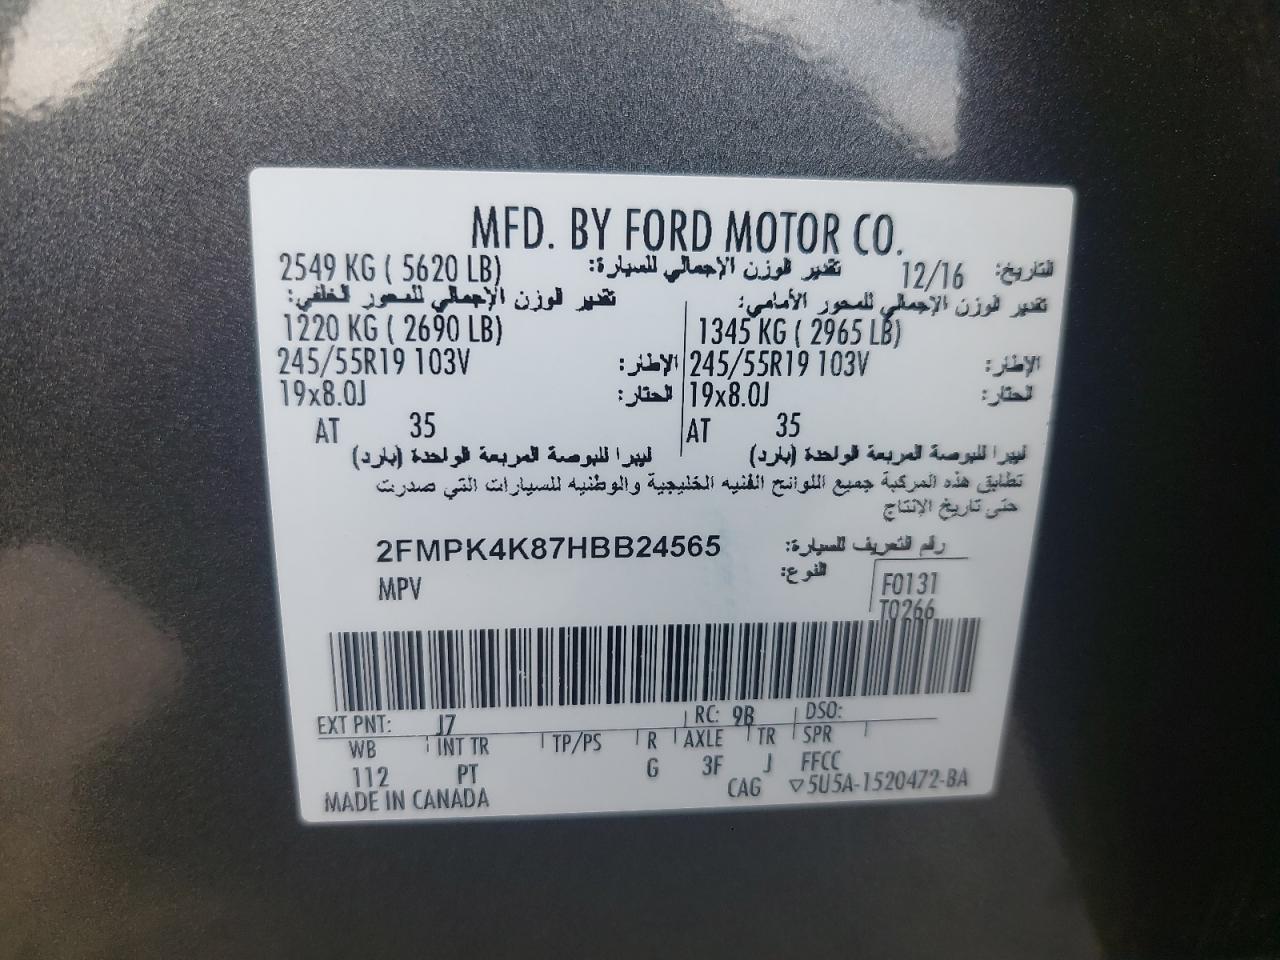 MFD. BY FORD MOTOR CO.
التاريخ: 12/16 تقدير الوزن الإجمالي للسيارة: 2549 KG ( 5620 LB)
تقدير الوزن الإجمالي للمحور الأمامي: تقدير الوزن الإجمالي للمحور الخلفي:
1220 KG ( 2690 LB) 1345 KG ( 2965 LB)
245/55R19 103V الإطار: 245/55R19 103V الإطار:
19x8.0J الحتار: 19x8.0J الحتار:
AT 35 AT 35
ليبرا للبوصة المربعة الواحدة (بارد) ليبرا للبوصة المربعة الواحدة (بارد)
تطابق هذه المركبة جميع اللوائح الفنيه الخليجية والوطنيه للسيارات التي صدرت
حتى تاريخ الإنتاج
رقم التعريف للسيارة: 2FMPK4K87HBB24565
النوع: MPV
F0131
T0266
EXT PNT: J7 RC: 9B DSO:
WB INT TR TP/PS R AXLE TR SPR
112 PT G 3F J FFCC
MADE IN CANADA CAG ▽5U5A-1520472-BA